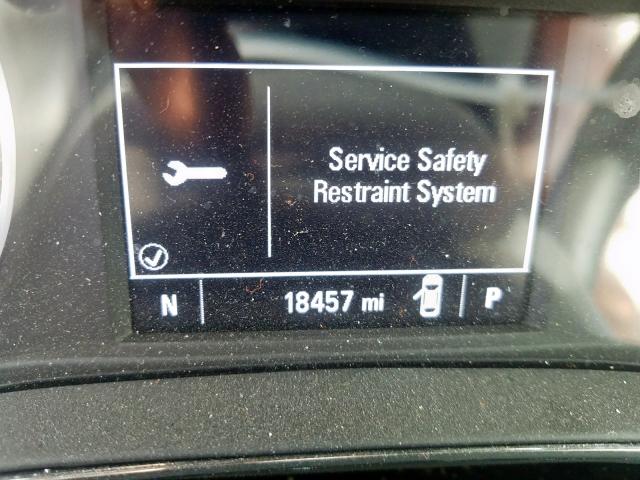 Service Safety
Restraint System
N 18457 mi P